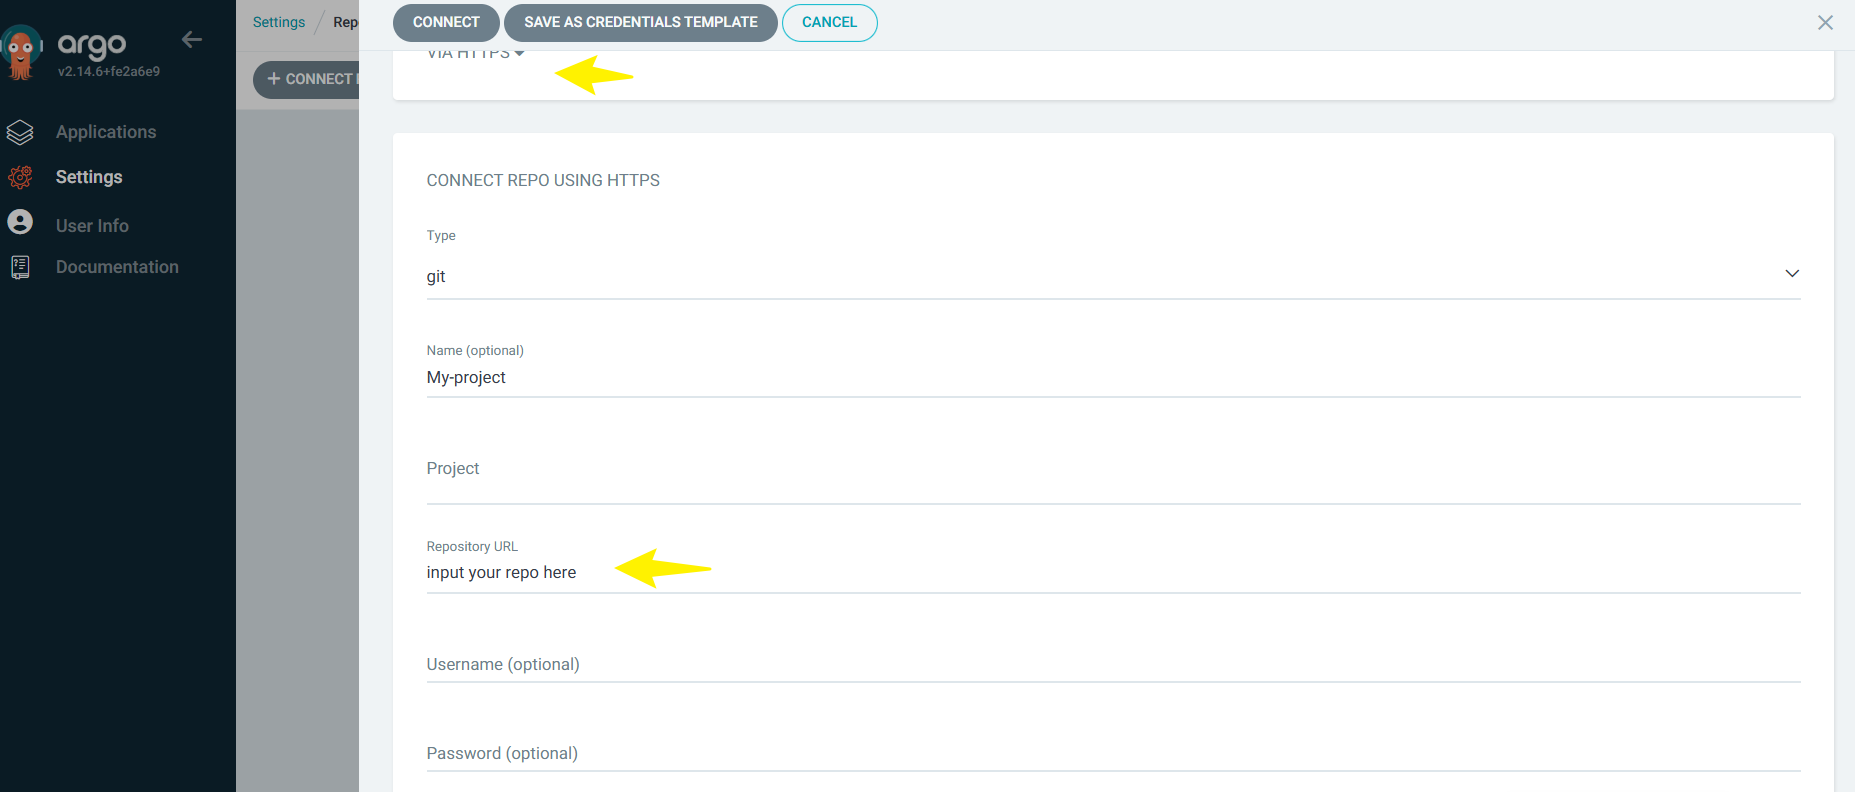 argo
v2.14.6+fe2a6e9
Applications
Settings
User Info
Documentation
Settings / Rep
+ CONNECT
CONNECT
SAVE AS CREDENTIALS TEMPLATE
CANCEL
VIA HTTPS
CONNECT REPO USING HTTPS
Type
git
Name (optional)
My-project
Project
Repository URL
input your repo here
Username (optional)
Password (optional)